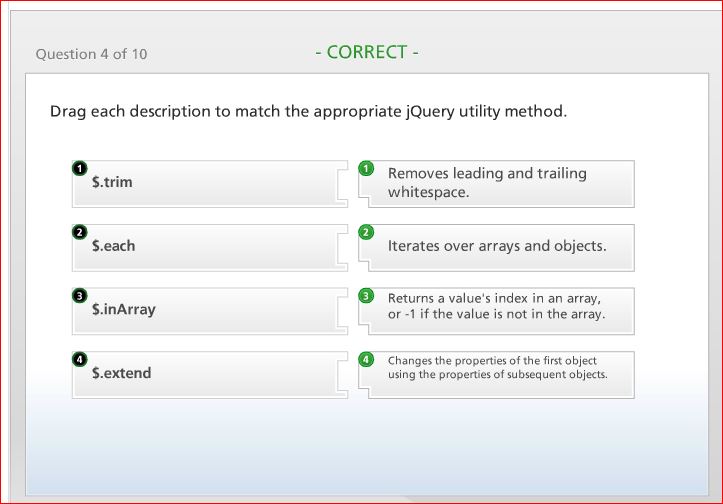 Question 4 of 10
- CORRECT -
Drag each description to match the appropriate jQuery utility method.
1
$.trim
1
Removes leading and trailing
whitespace.
2
$.each
2
Iterates over arrays and objects.
3
$.inArray
3
Returns a value's index in an array,
or -1 if the value is not in the array.
4
$.extend
4
Changes the properties of the first object
using the properties of subsequent objects.